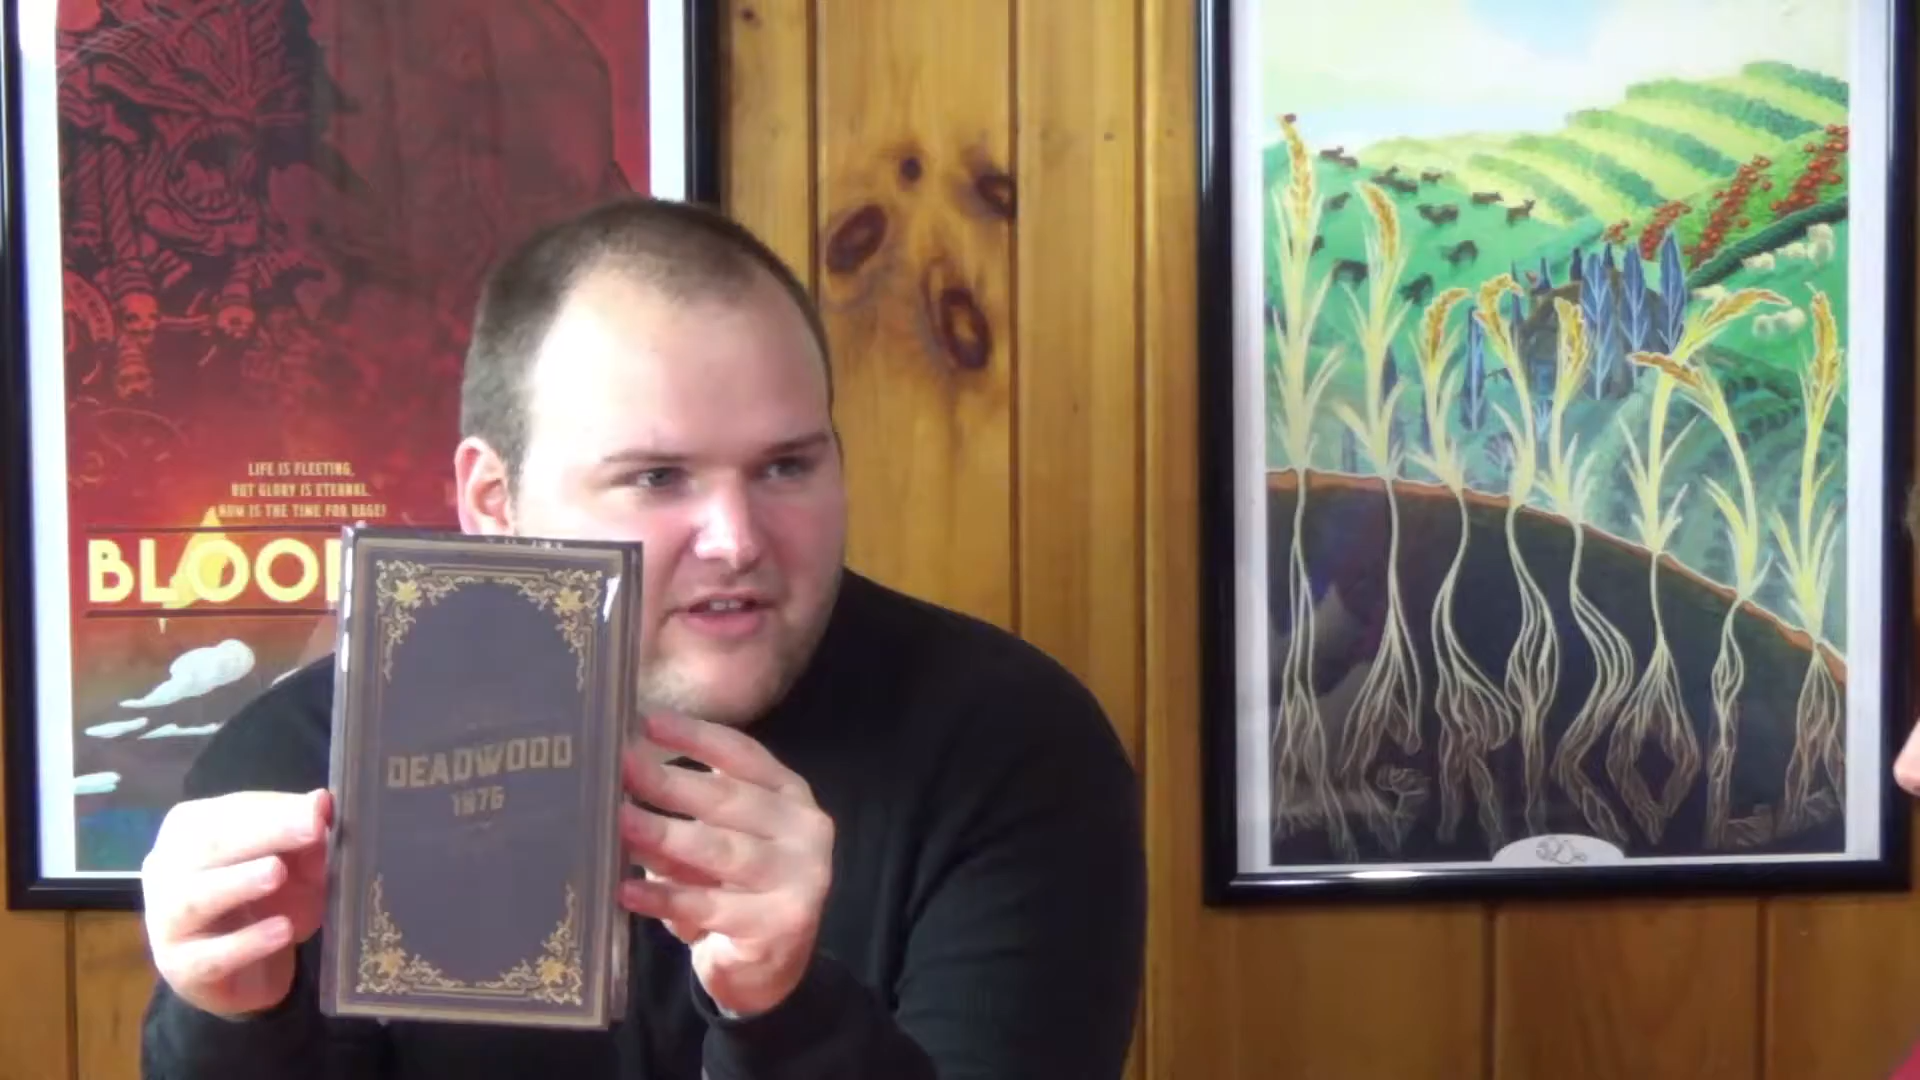 LIFE IS FLEETING,
BUT GLORY IS ETERNAL.
NOW IS THE TIME FOR RAGE!
BLOO
DEADWOOD
1876